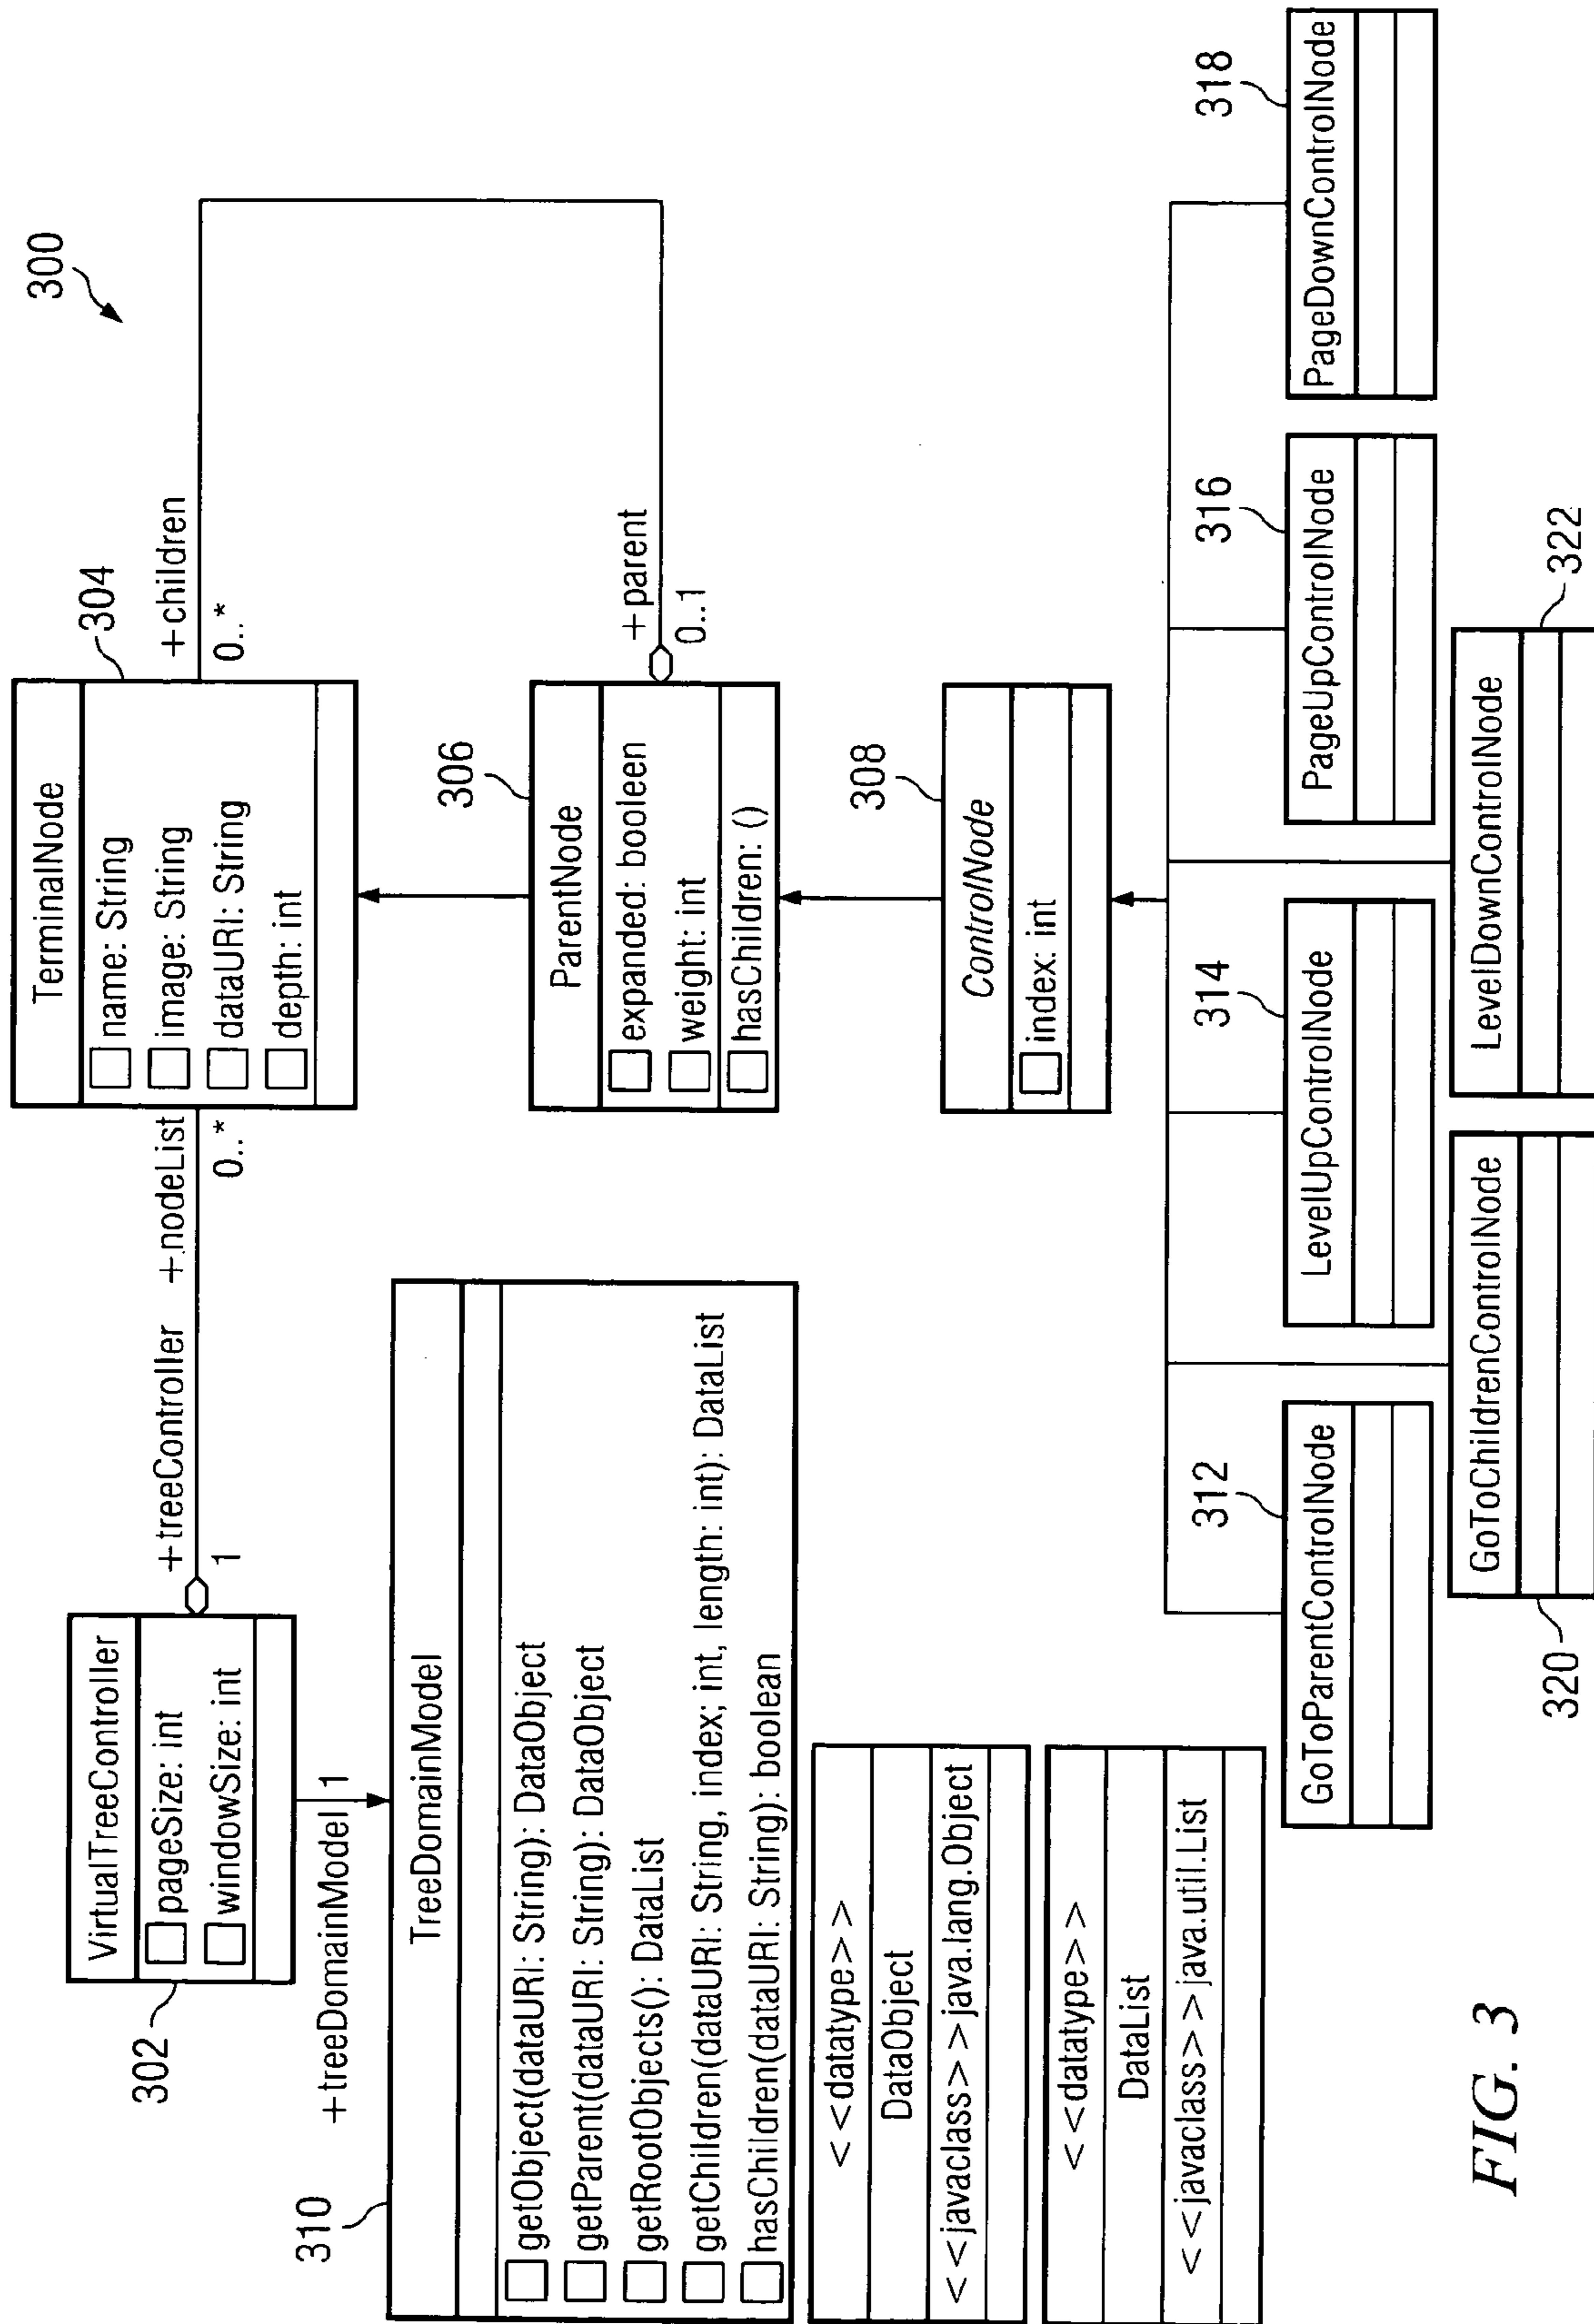 300
VirtualTreeController
pageSize: int
windowSize: int
302
+treeController
1
+nodeList
0..*
TerminalNode
name: String
image: String
dataURI: String
depth: int
304
+children
0..*
+treeDomainModel 1
310
TreeDomainModel
getObject(dataURI: String): DataObject
getParent(dataURI: String): DataObject
getRootObjects(): DataList
getChildren(dataURI: String, index; int, length: int): DataList
hasChildren(dataURI: String): boolean
306
ParentNode
expanded: booleen
weight: int
hasChildren: ()
+parent
0..1
<<datatype>>
DataObject
<<javaclass>>java.lang.Object
<<datatype>>
DataList
<<javaclass>>java.util.List
308
ControlNode
index: int
312
GoToParentControlNode
314
LevelUpControlNode
316
PageUpControlNode
318
PageDownControlNode
320
GoToChildrenControlNode
LevelDownControlNode
322
FIG. 3